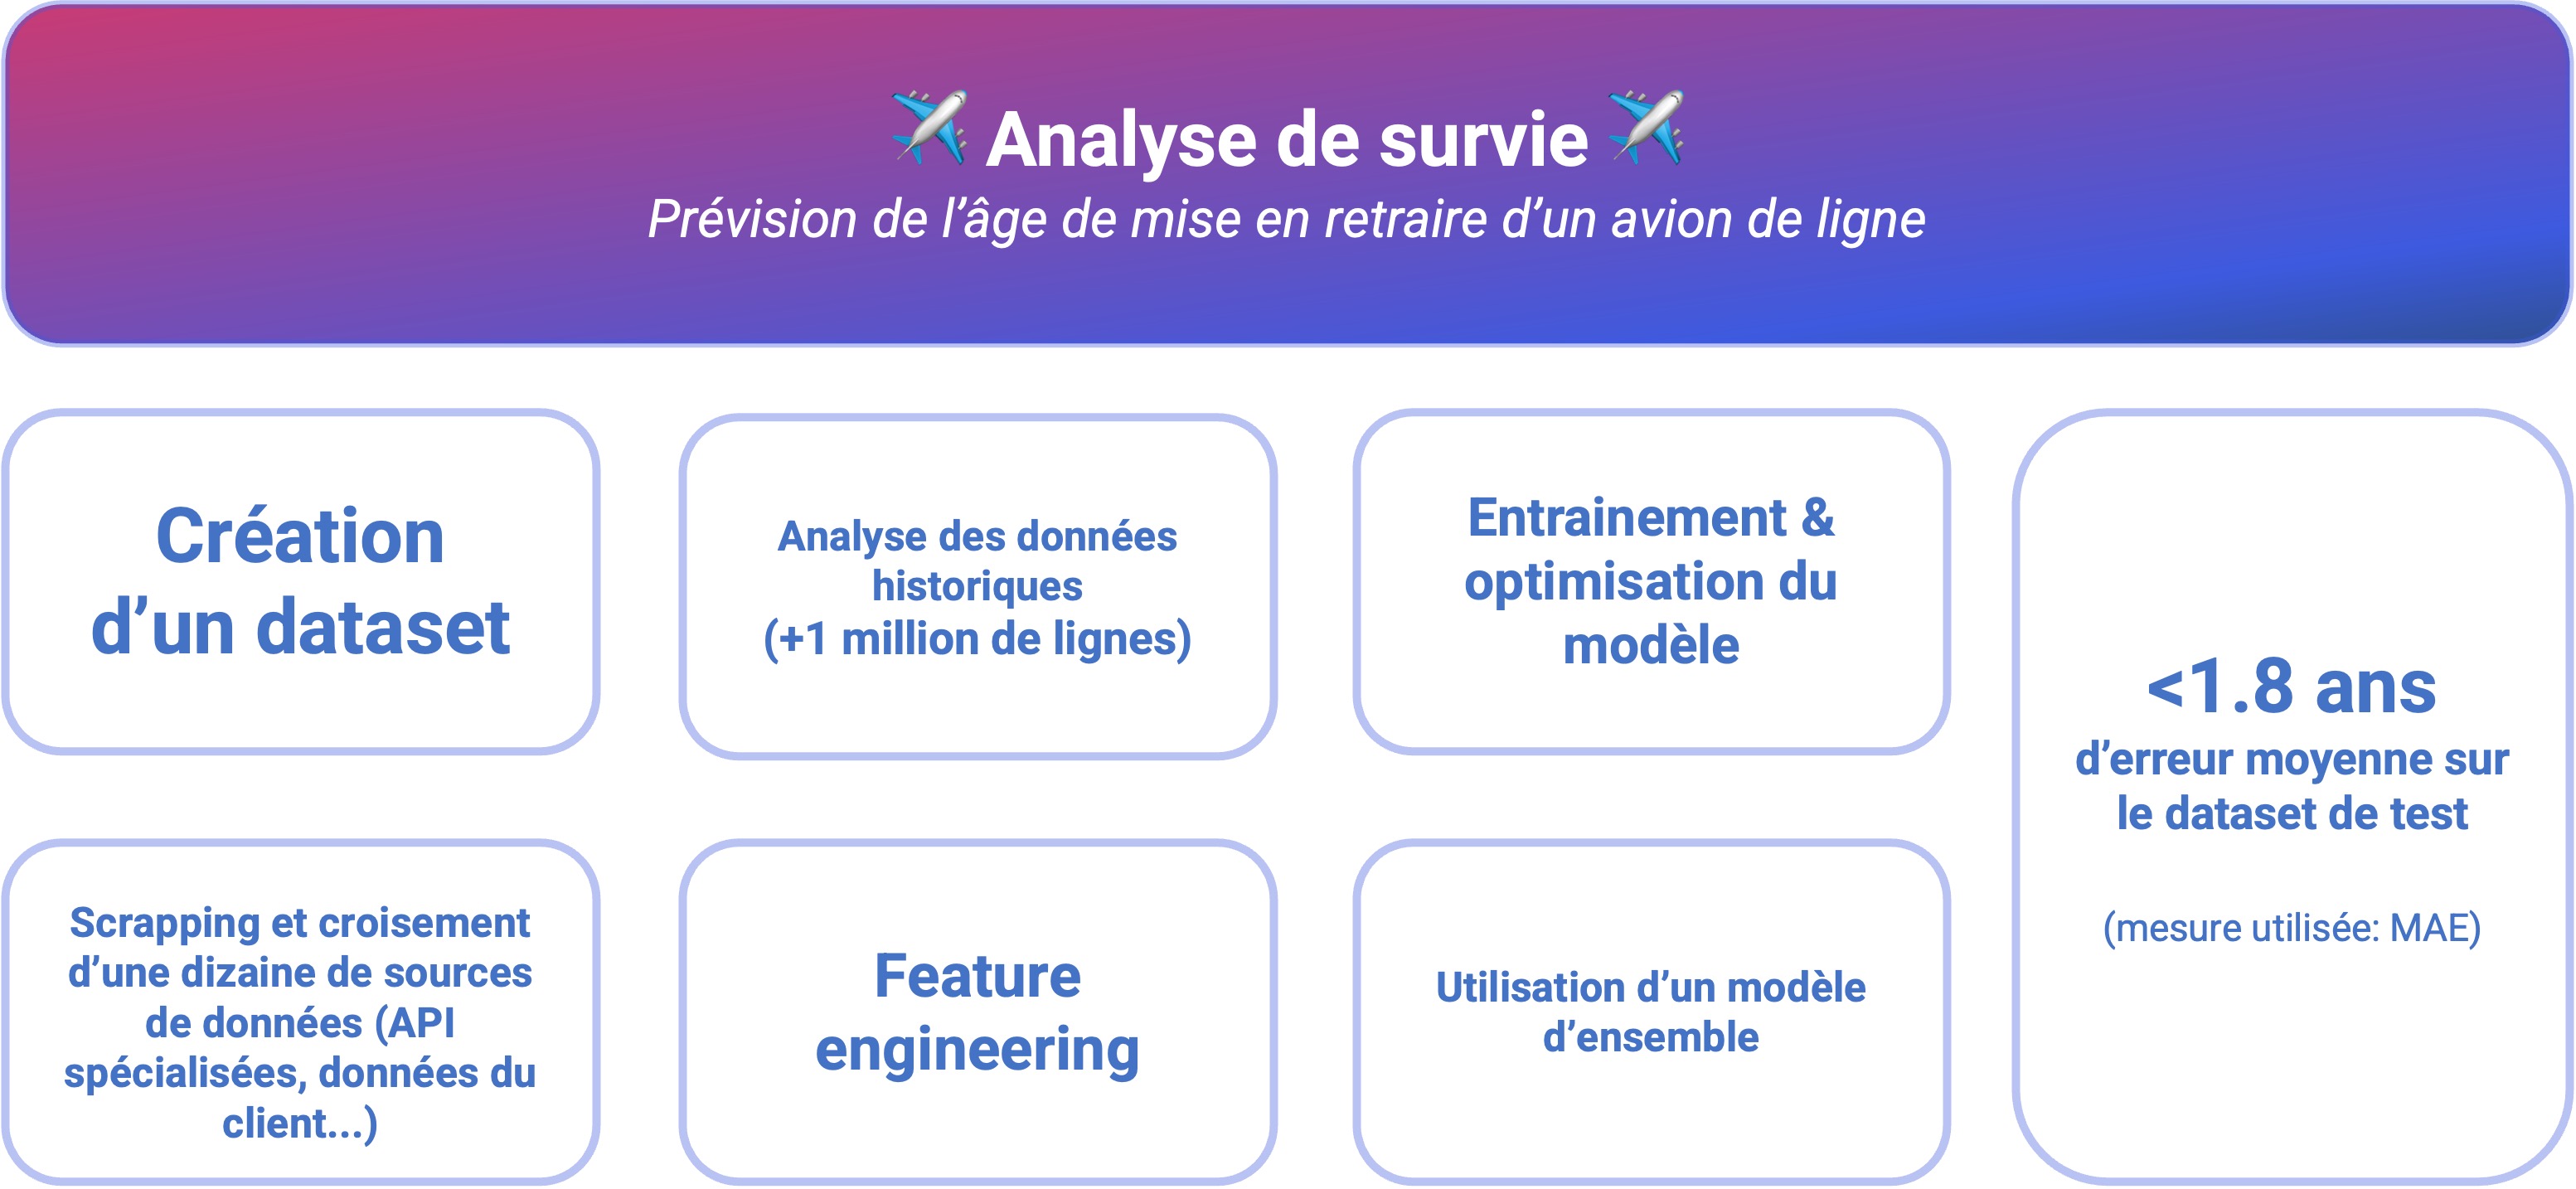 Analyse de survie
Prévision de l’âge de mise en retraire d’un avion de ligne
Création
d’un dataset
Analyse des données
historiques
(+1 million de lignes)
Entrainement &
optimisation du
modèle
<1.8 ans
d’erreur moyenne sur
le dataset de test
(mesure utilisée: MAE)
Scrapping et croisement
d’une dizaine de sources
de données (API
spécialisées, données du
client...)
Feature
engineering
Utilisation d’un modèle
d’ensemble